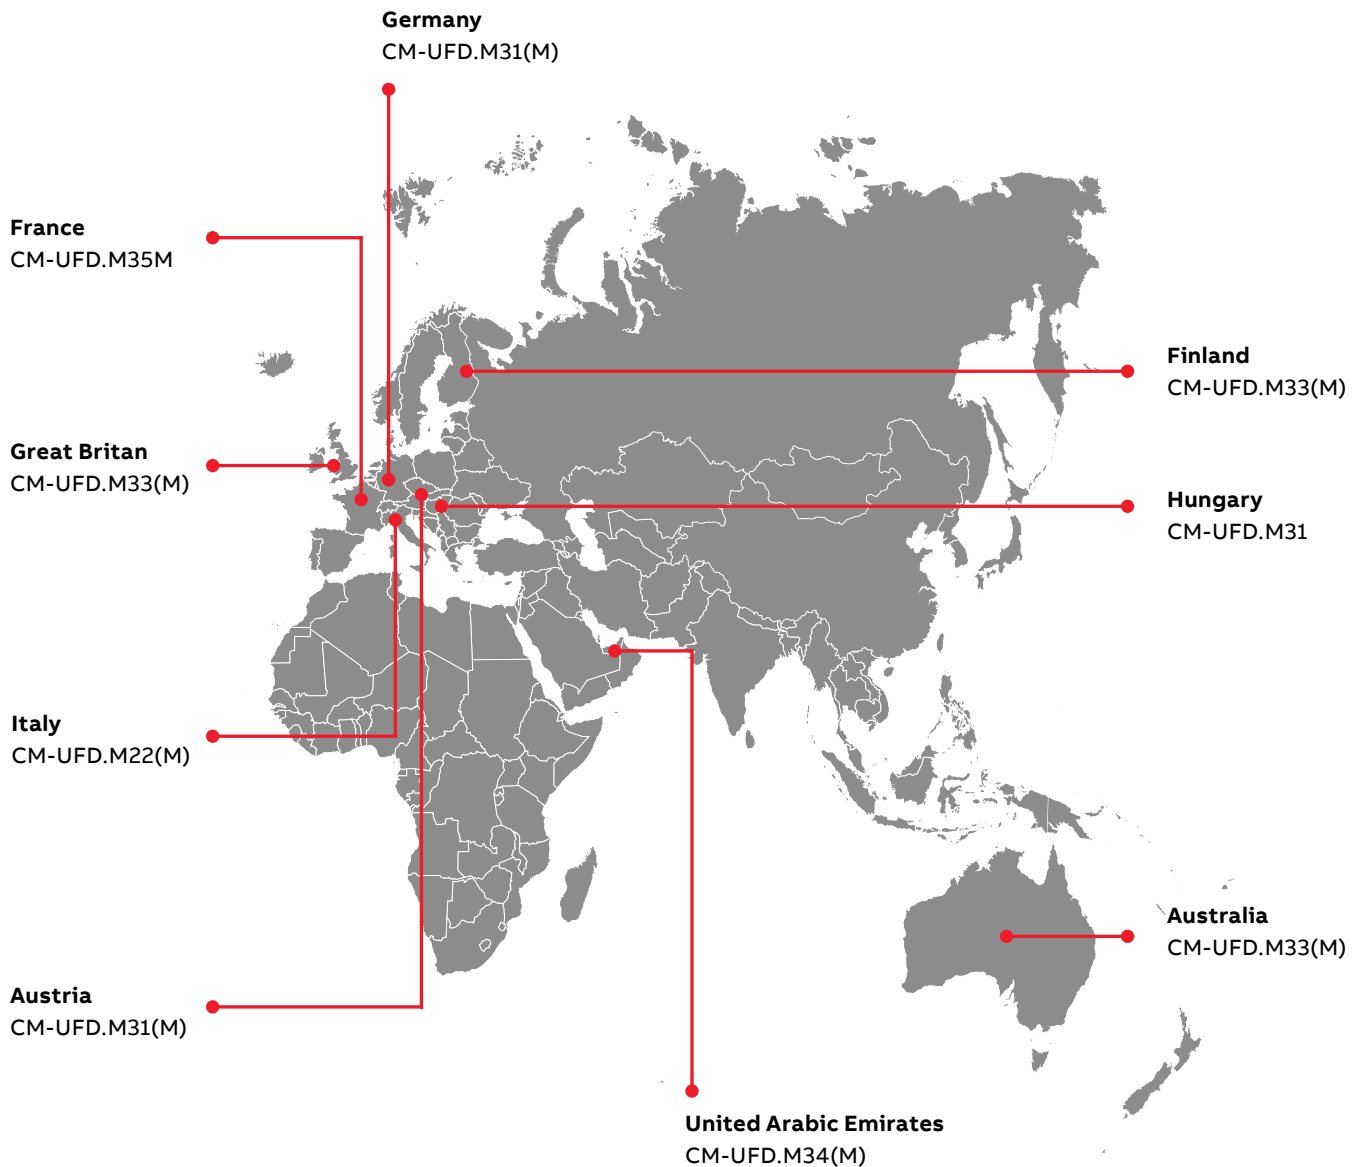 Germany
CM-UFD.M31(M)
France
CM-UFD.M35M
Finland
CM-UFD.M33(M)
Great Britan
CM-UFD.M33(M)
Hungary
CM-UFD.M31
Italy
CM-UFD.M22(M)
Australia
CM-UFD.M33(M)
Austria
CM-UFD.M31(M)
United Arabic Emirates
CM-UFD.M34(M)